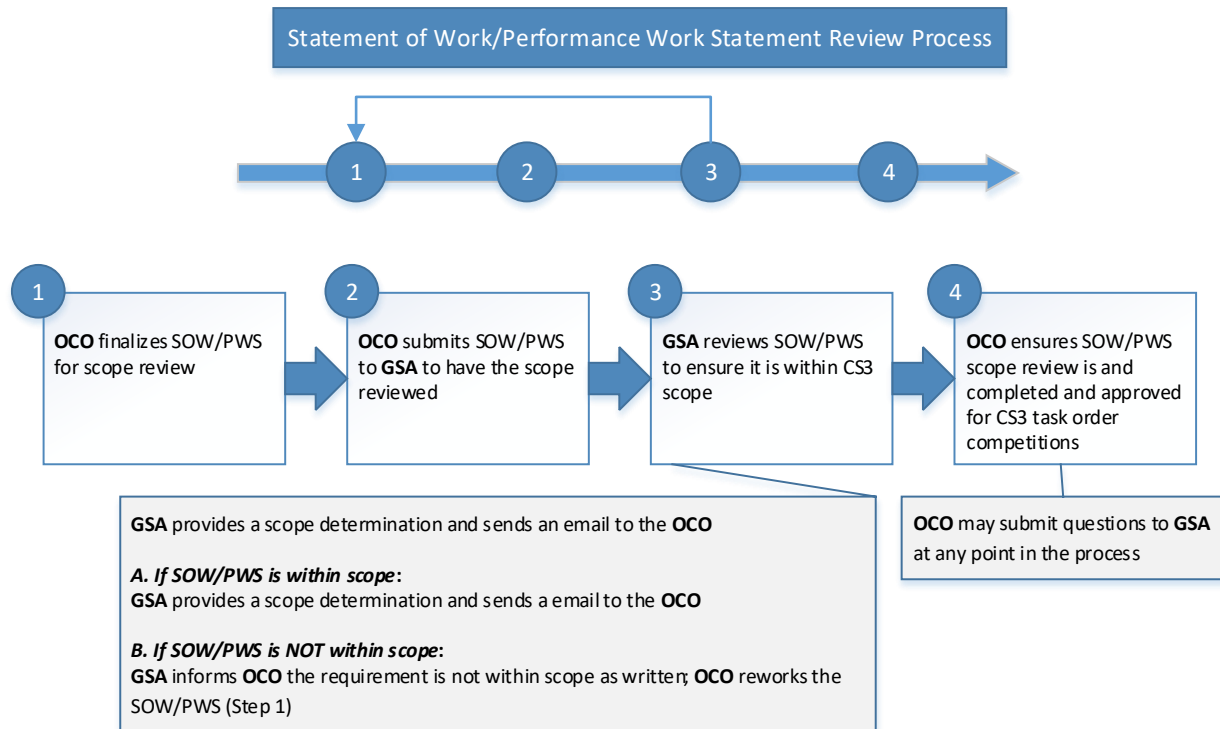 Statement of Work/Performance Work Statement Review Process
1
2
3
4
1
OCO finalizes SOW/PWS
for scope review
2
OCO submits SOW/PWS
to GSA to have the scope
reviewed
3
GSA reviews SOW/PWS
to ensure it is within CS3
scope
4
OCO ensures SOW/PWS
scope review is and
completed and approved
for CS3 task order
competitions
GSA provides a scope determination and sends an email to the OCO
A. If SOW/PWS is within scope:
GSA provides a scope determination and sends a email to the OCO
B. If SOW/PWS is NOT within scope:
GSA informs OCO the requirement is not within scope as written; OCO reworks the
SOW/PWS (Step 1)
OCO may submit questions to GSA
at any point in the process